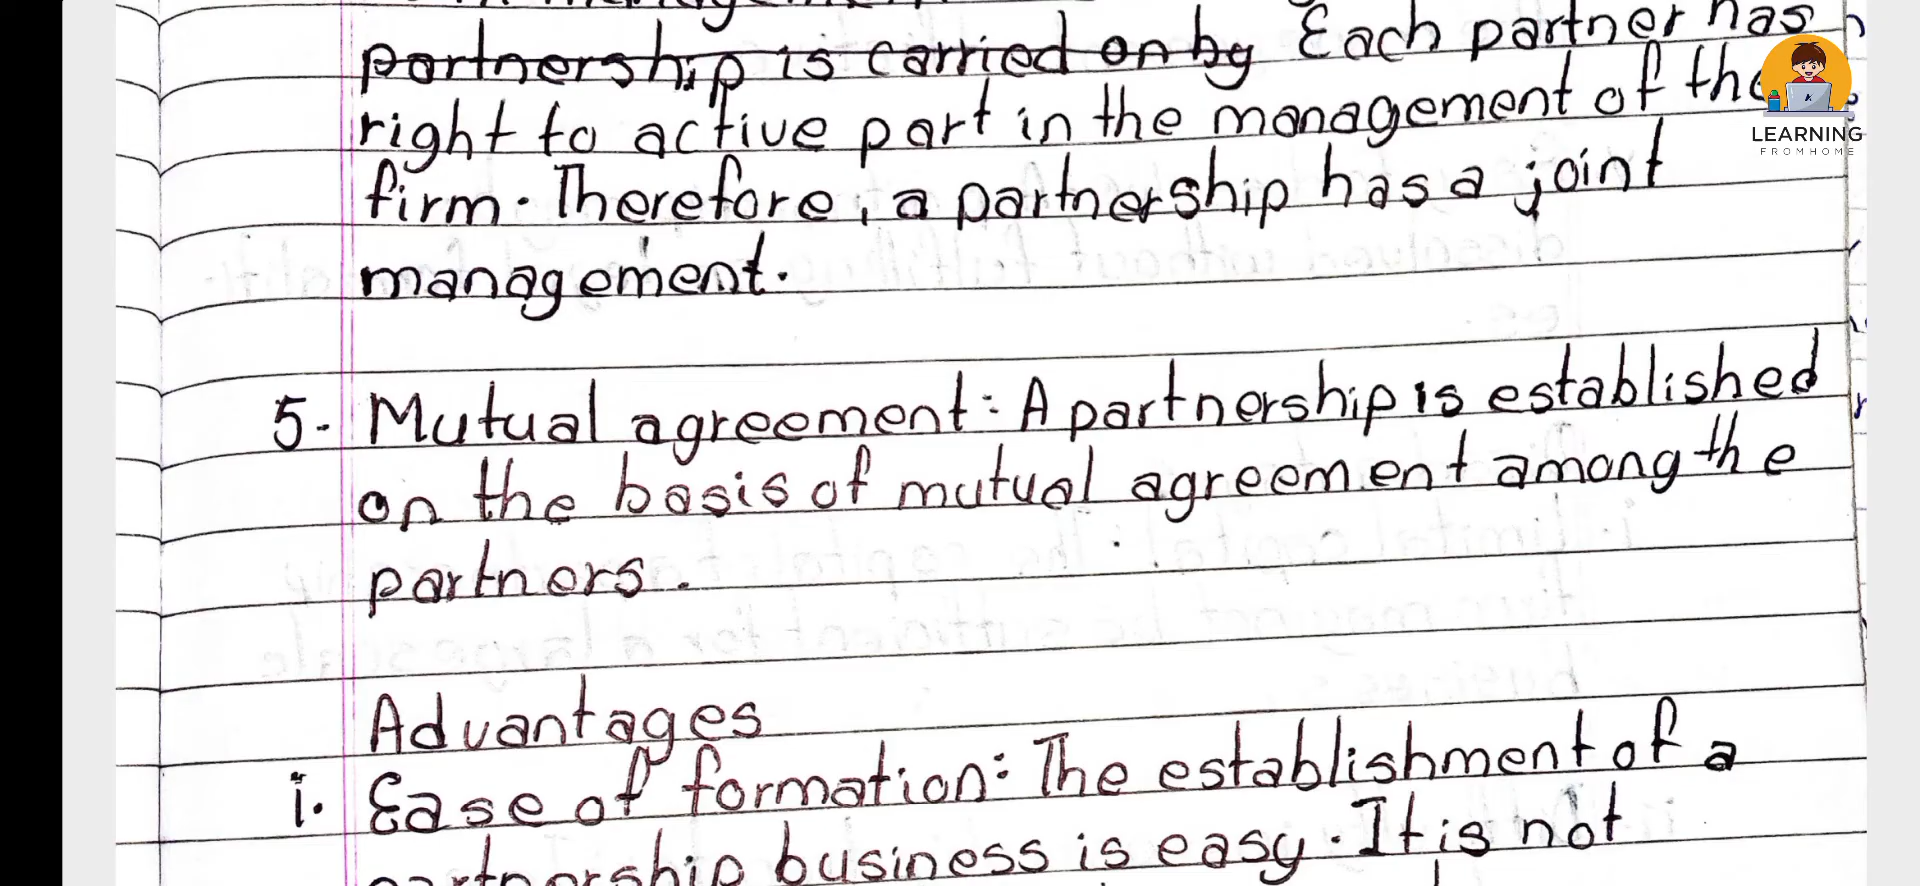 partnership is carried on by Each partner has
right to active part in the management of the
firm. Therefore, a partnership has a joint
management.
5. Mutual agreement: A partnership is established
on the basis of mutual agreement among the
partners.
Advantages
i. Ease of formation: The establishment of a
partnership business is easy. It is not
LEARNING
FROMHOME